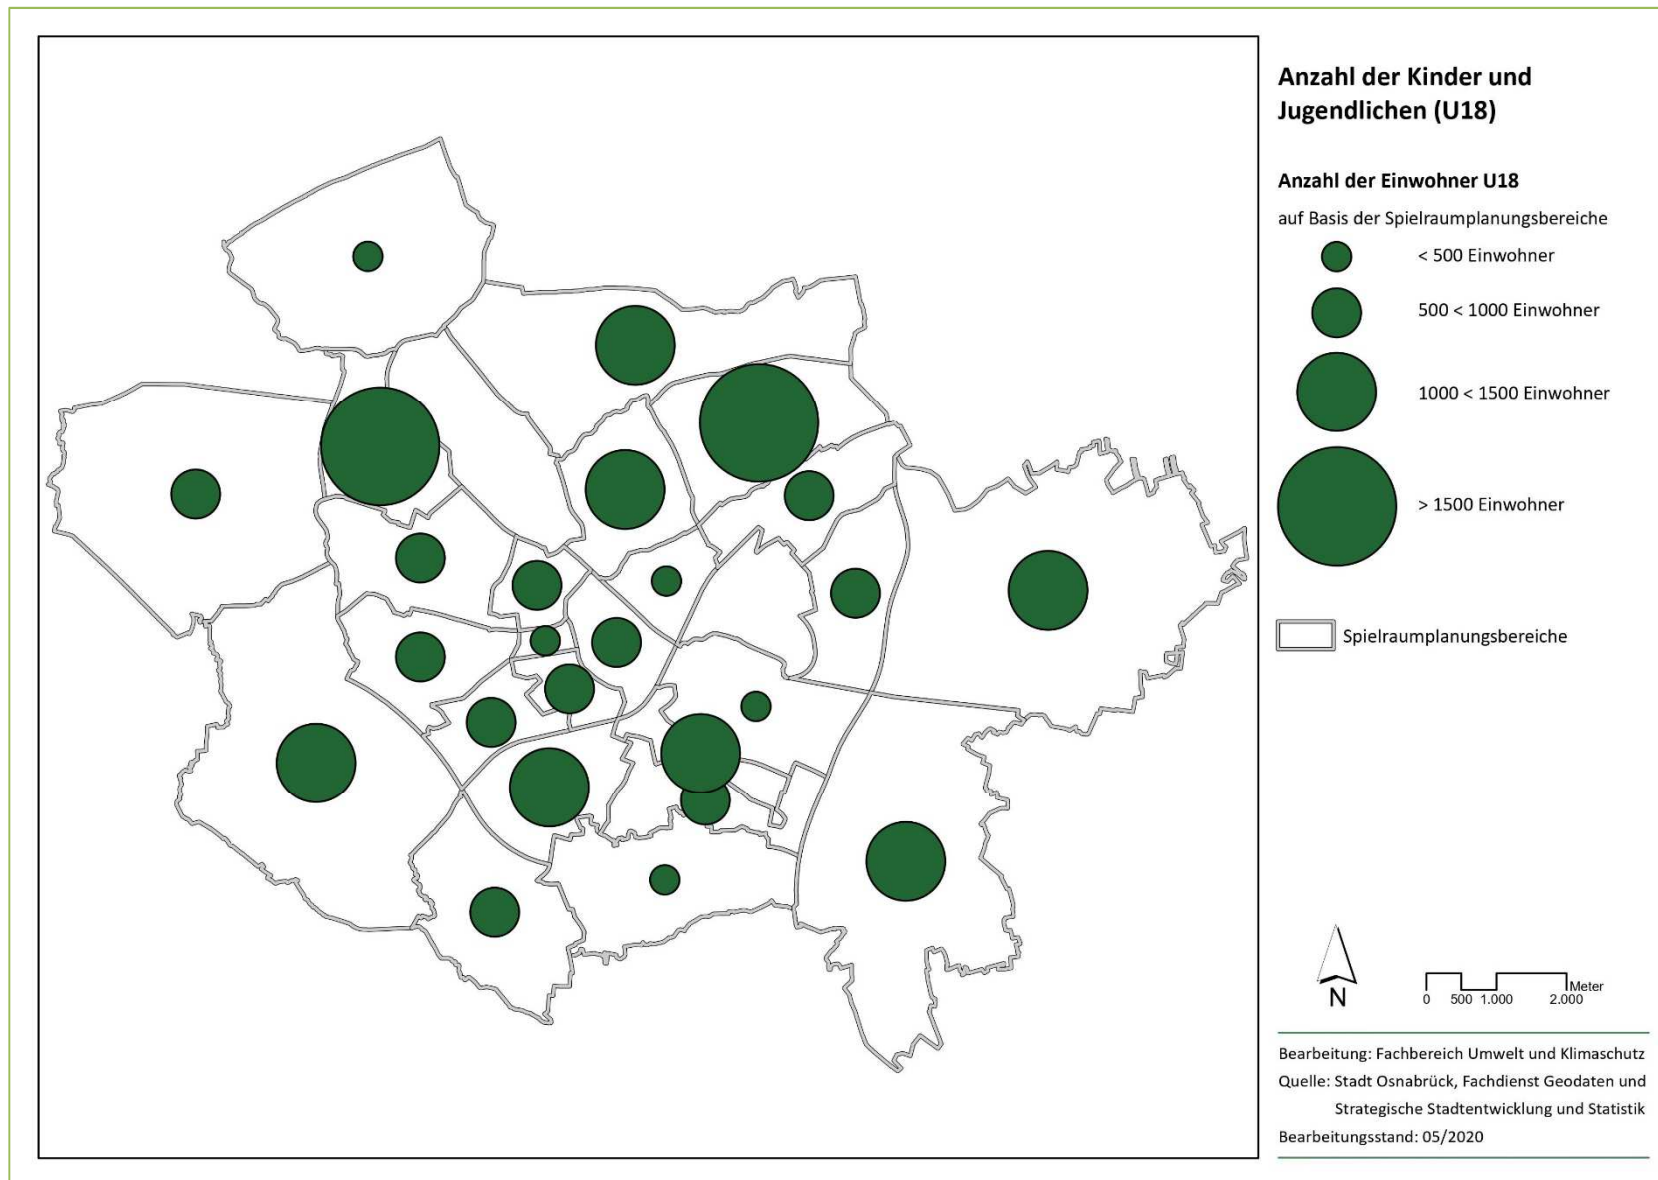 Anzahl der Kinder und
Jugendlichen (U18)
Anzahl der Einwohner U18
auf Basis der Spielraumplanungsbereiche
< 500 Einwohner
500 < 1000 Einwohner
1000 < 1500 Einwohner
> 1500 Einwohner
Spielraumplanungsbereiche
N
Meter
0 500 1.000 2.000
Bearbeitung: Fachbereich Umwelt und Klimaschutz
Quelle: Stadt Osnabrück, Fachdienst Geodaten und
Strategische Stadtentwicklung und Statistik
Bearbeitungsstand: 05/2020